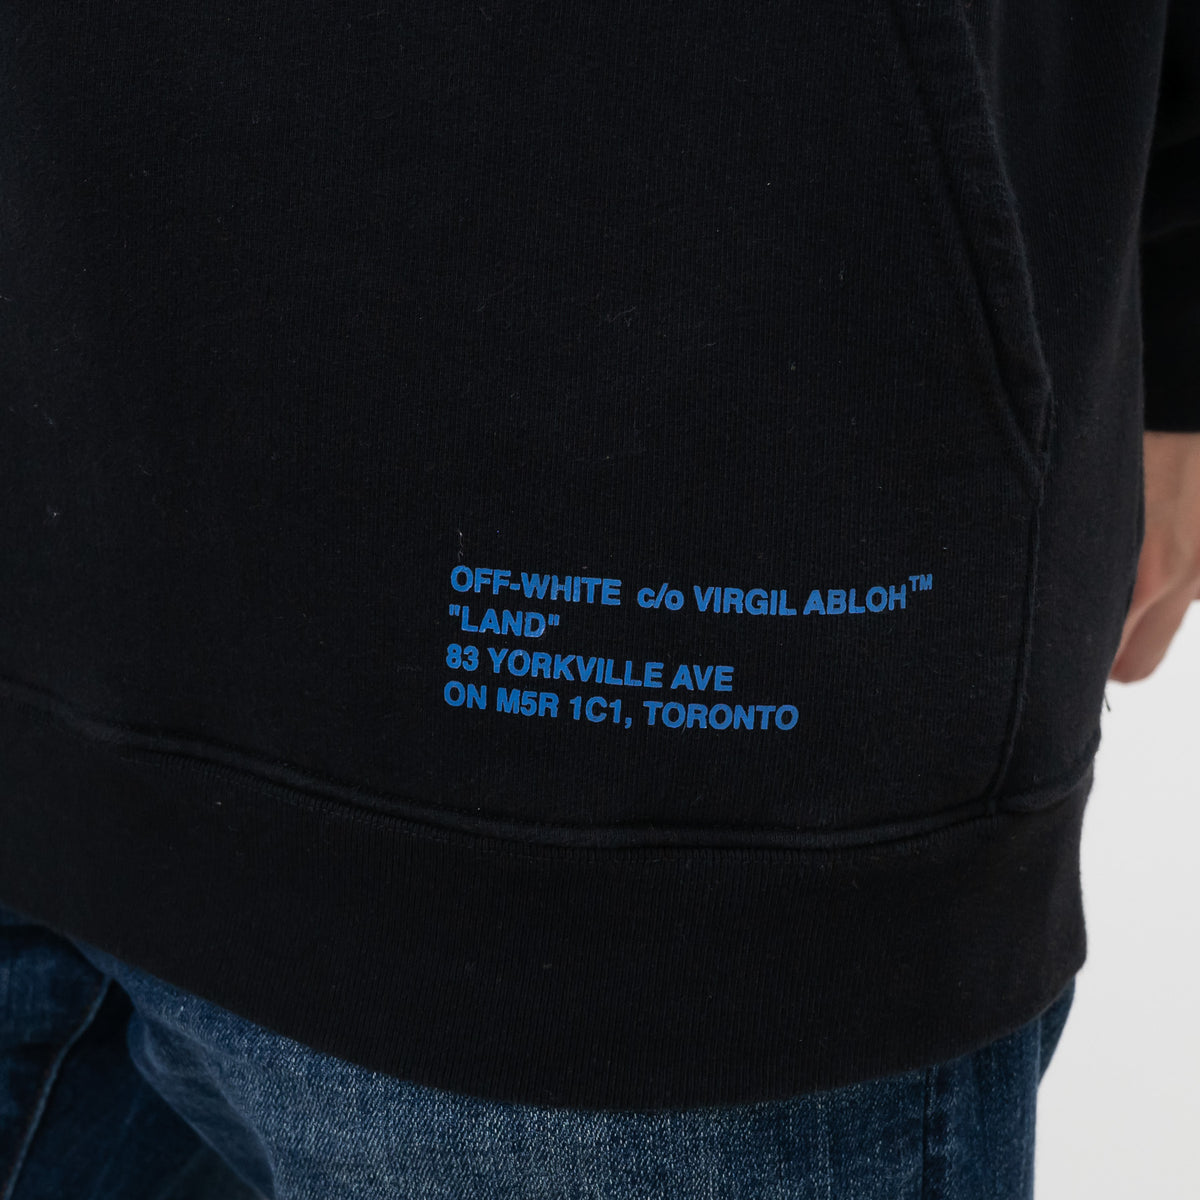 OFF-WHITE c/o VIRGIL ABLOH™
"LAND"
83 YORKVILLE AVE
ON M5R 1C1, TORONTO